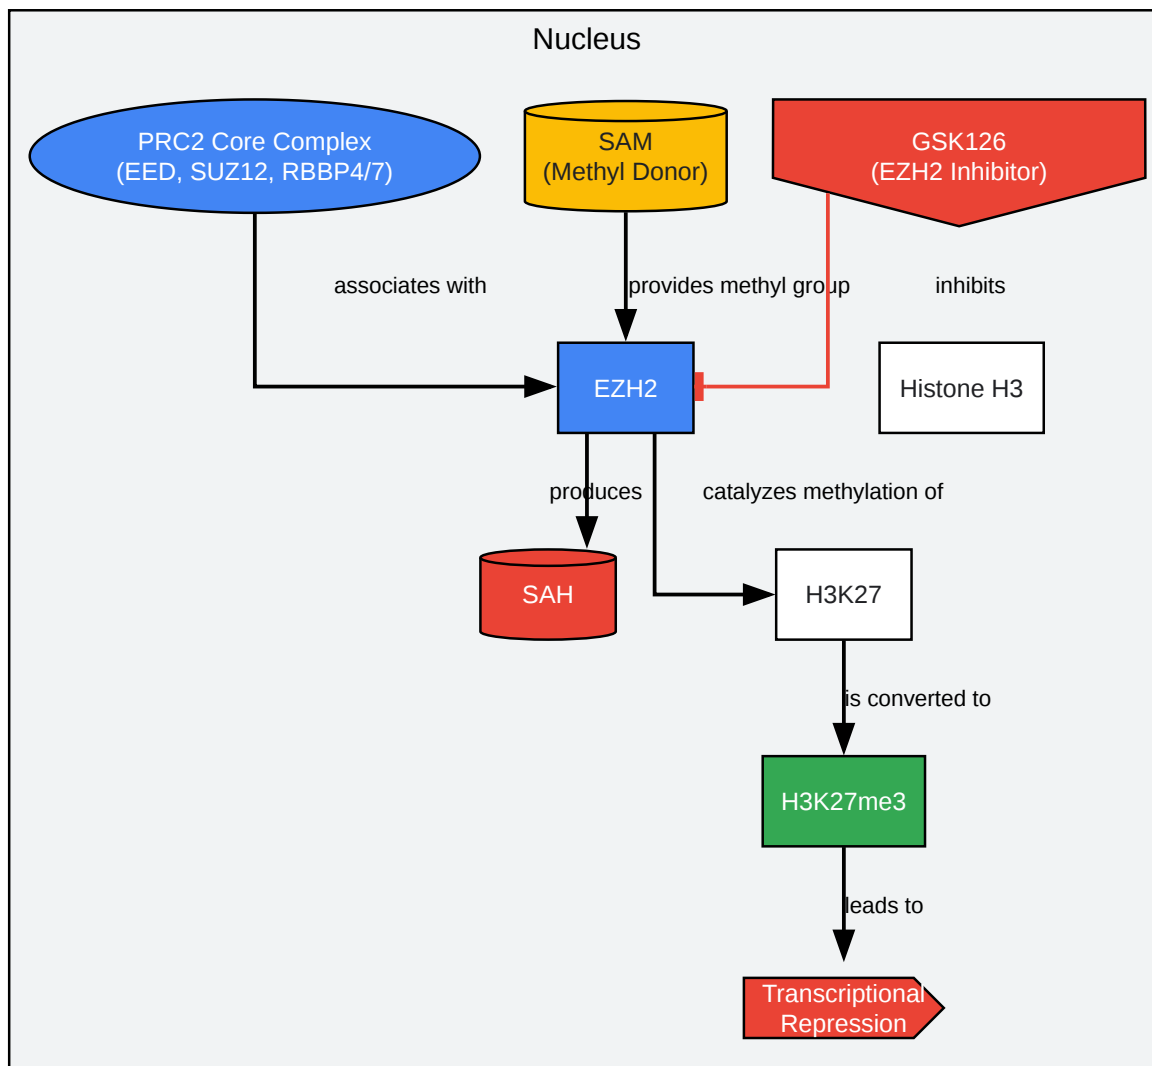 Nucleus
PRC2 Core Complex
(EED, SUZ12, RBBP4/7)
SAM
(Methyl Donor)
GSK126
(EZH2 Inhibitor)
associates with
provides methyl group
inhibits
EZH2
Histone H3
produces
catalyzes methylation of
SAH
H3K27
is converted to
H3K27me3
leads to
Transcriptional
Repression